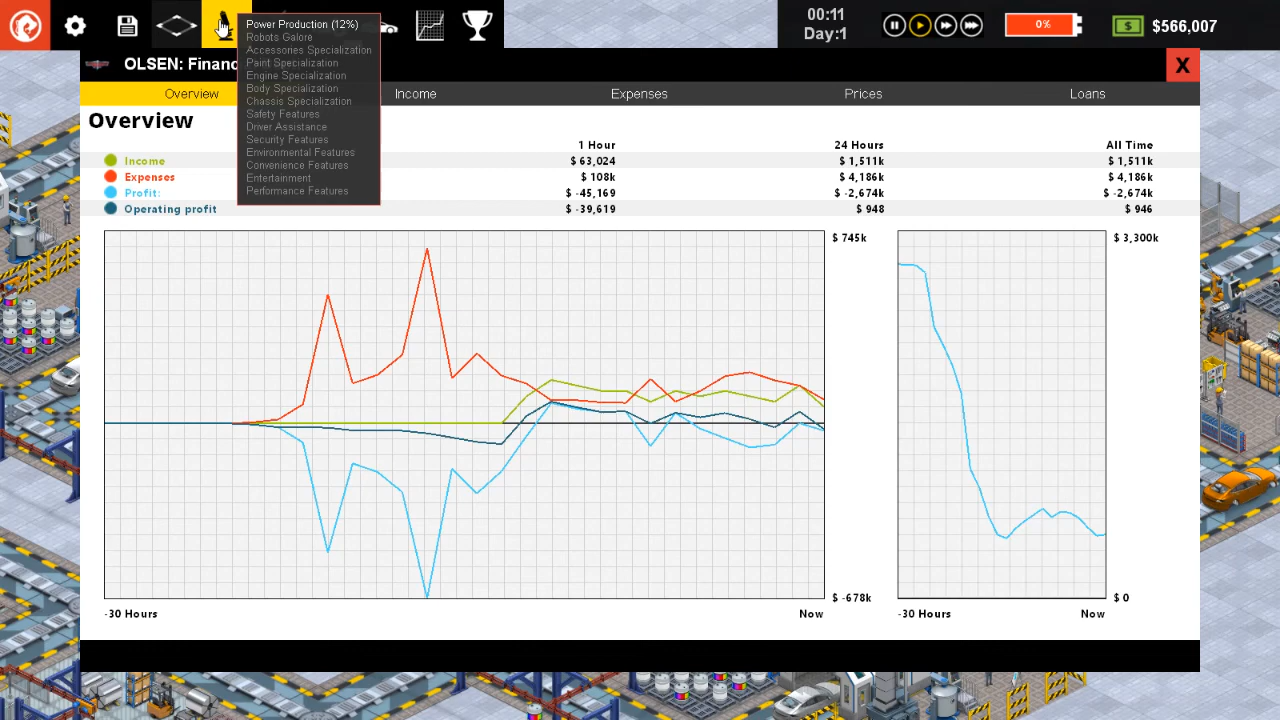 00:11
Day:1
0%
$
$566,007
Power Production (12%)
Robots Galore
Accessories Specialization
Paint Specialization
Engine Specialization
Body Specialization
Chassis Specialization
Safety Features
Driver Assistance
Security Features
Environmental Features
Convenience Features
Entertainment
Performance Features
OLSEN: Financ
X
Overview
Income
Expenses
Prices
Loans
Overview
1 Hour
24 Hours
All Time
Income
$ 63,024
$ 1,511k
$ 1,511k
Expenses
$ 108k
$ 4,186k
$ 4,186k
Profit:
$ -45,169
$ -2,674k
$ -2,674k
Operating profit
$ -39,619
$ 948
$ 946
$ 745k
$ -678k
-30 Hours
Now
$ 3,300k
$ 0
-30 Hours
Now